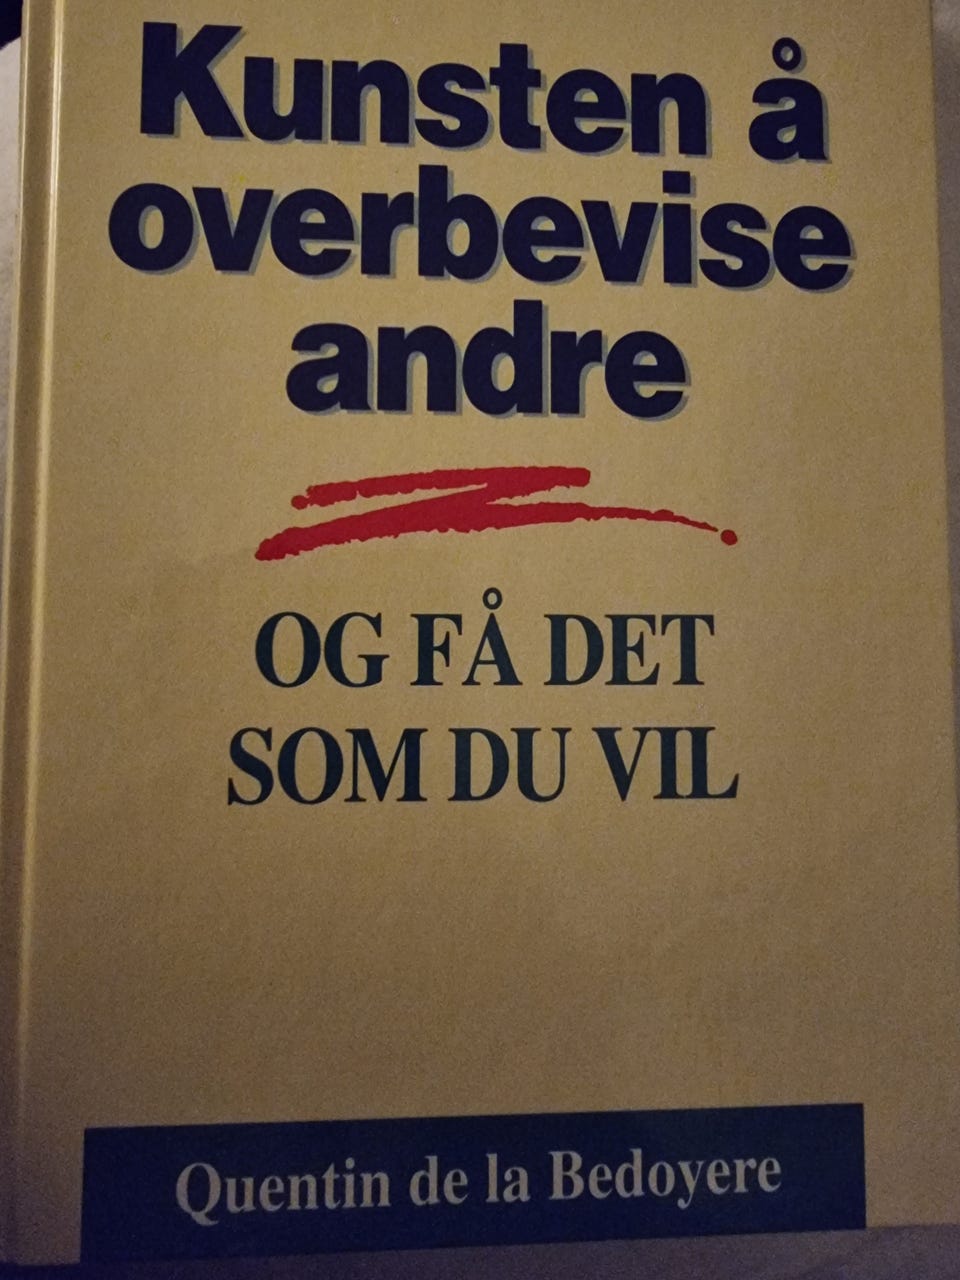 Kunsten å
overbevise
andre
OG FÅ DET
SOM DU VIL
Quentin de la Bedoyere